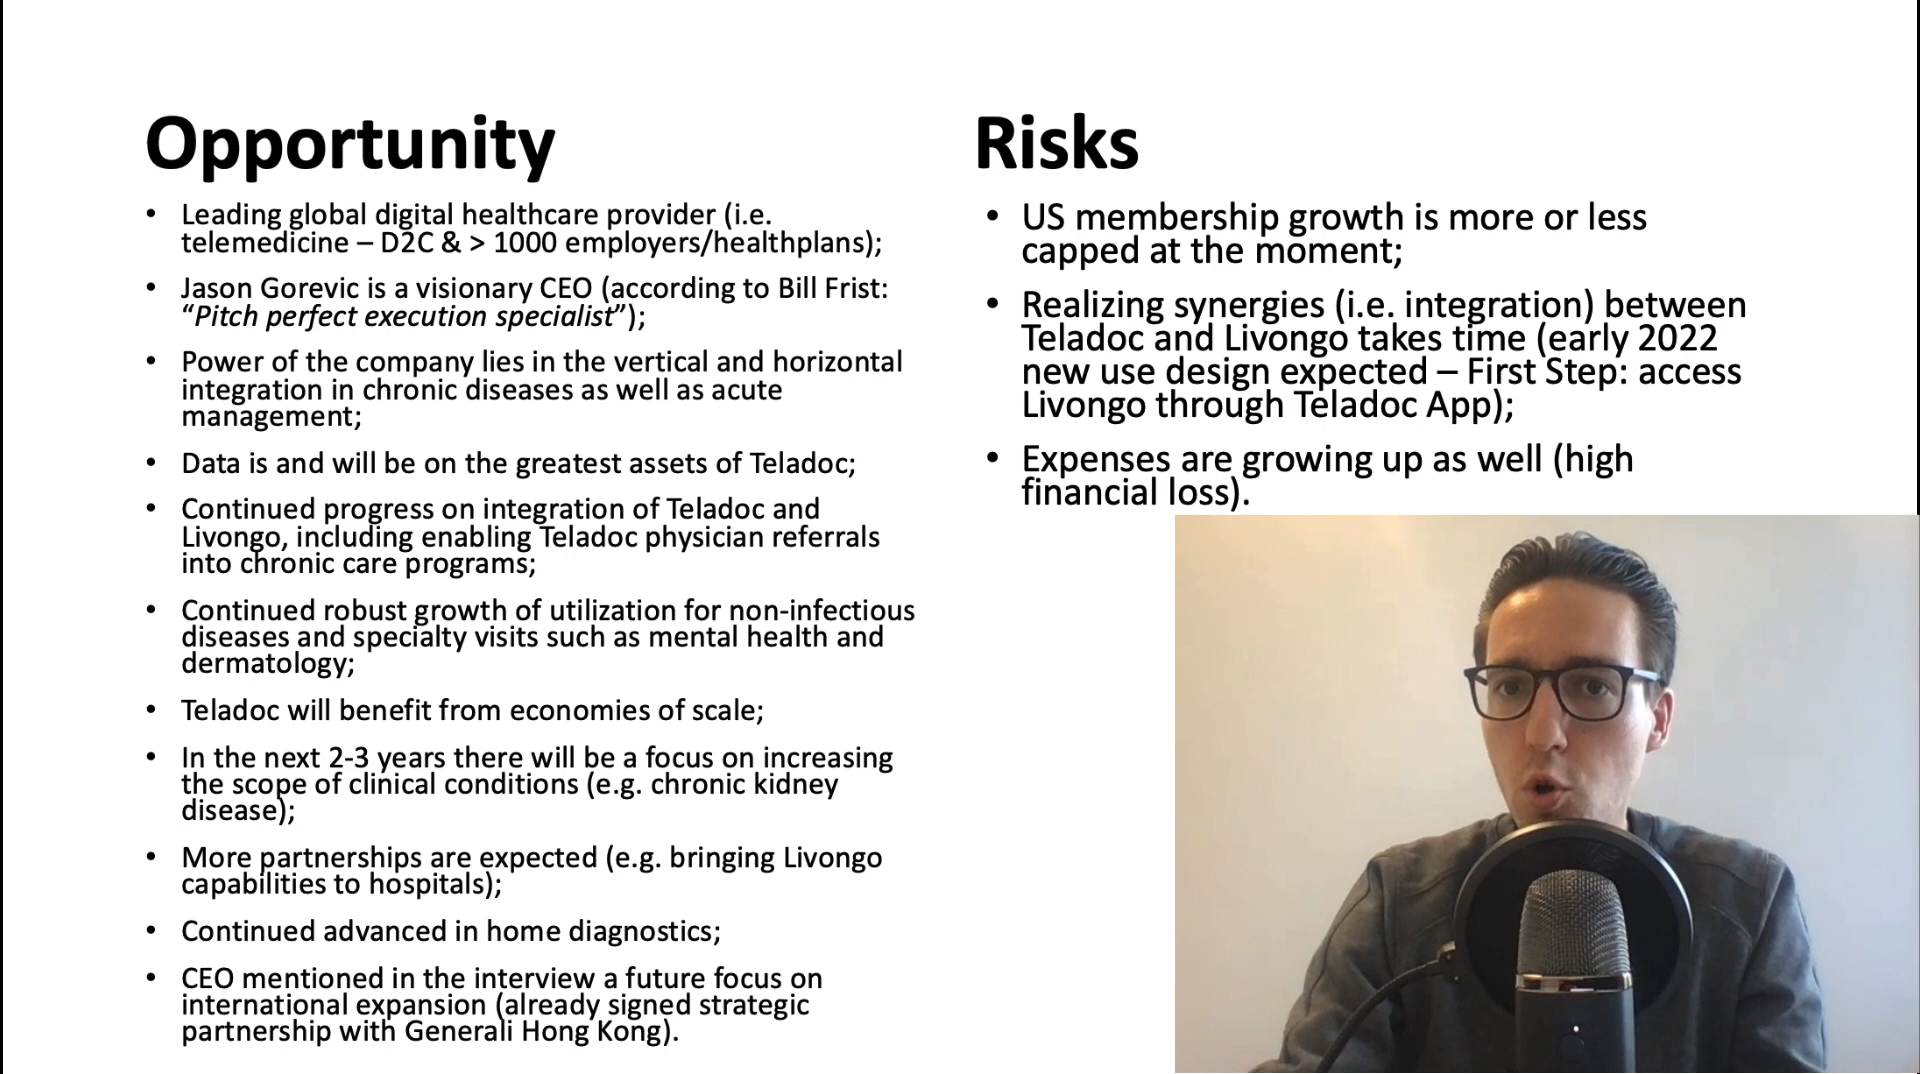 Opportunity
• Leading global digital healthcare provider (i.e.
telemedicine – D2C & > 1000 employers/healthplans);
• Jason Gorevic is a visionary CEO (according to Bill Frist:
“Pitch perfect execution specialist”);
• Power of the company lies in the vertical and horizontal
integration in chronic diseases as well as acute
management;
• Data is and will be on the greatest assets of Teladoc;
• Continued progress on integration of Teladoc and
Livongo, including enabling Teladoc physician referrals
into chronic care programs;
• Continued robust growth of utilization for non-infectious
diseases and specialty visits such as mental health and
dermatology;
• Teladoc will benefit from economies of scale;
• In the next 2-3 years there will be a focus on increasing
the scope of clinical conditions (e.g. chronic kidney
disease);
• More partnerships are expected (e.g. bringing Livongo
capabilities to hospitals);
• Continued advanced in home diagnostics;
• CEO mentioned in the interview a future focus on
international expansion (already signed strategic
partnership with Generali Hong Kong).
Risks
• US membership growth is more or less
capped at the moment;
• Realizing synergies (i.e. integration) between
Teladoc and Livongo takes time (early 2022
new use design expected – First Step: access
Livongo through Teladoc App);
• Expenses are growing up as well (high
financial loss).